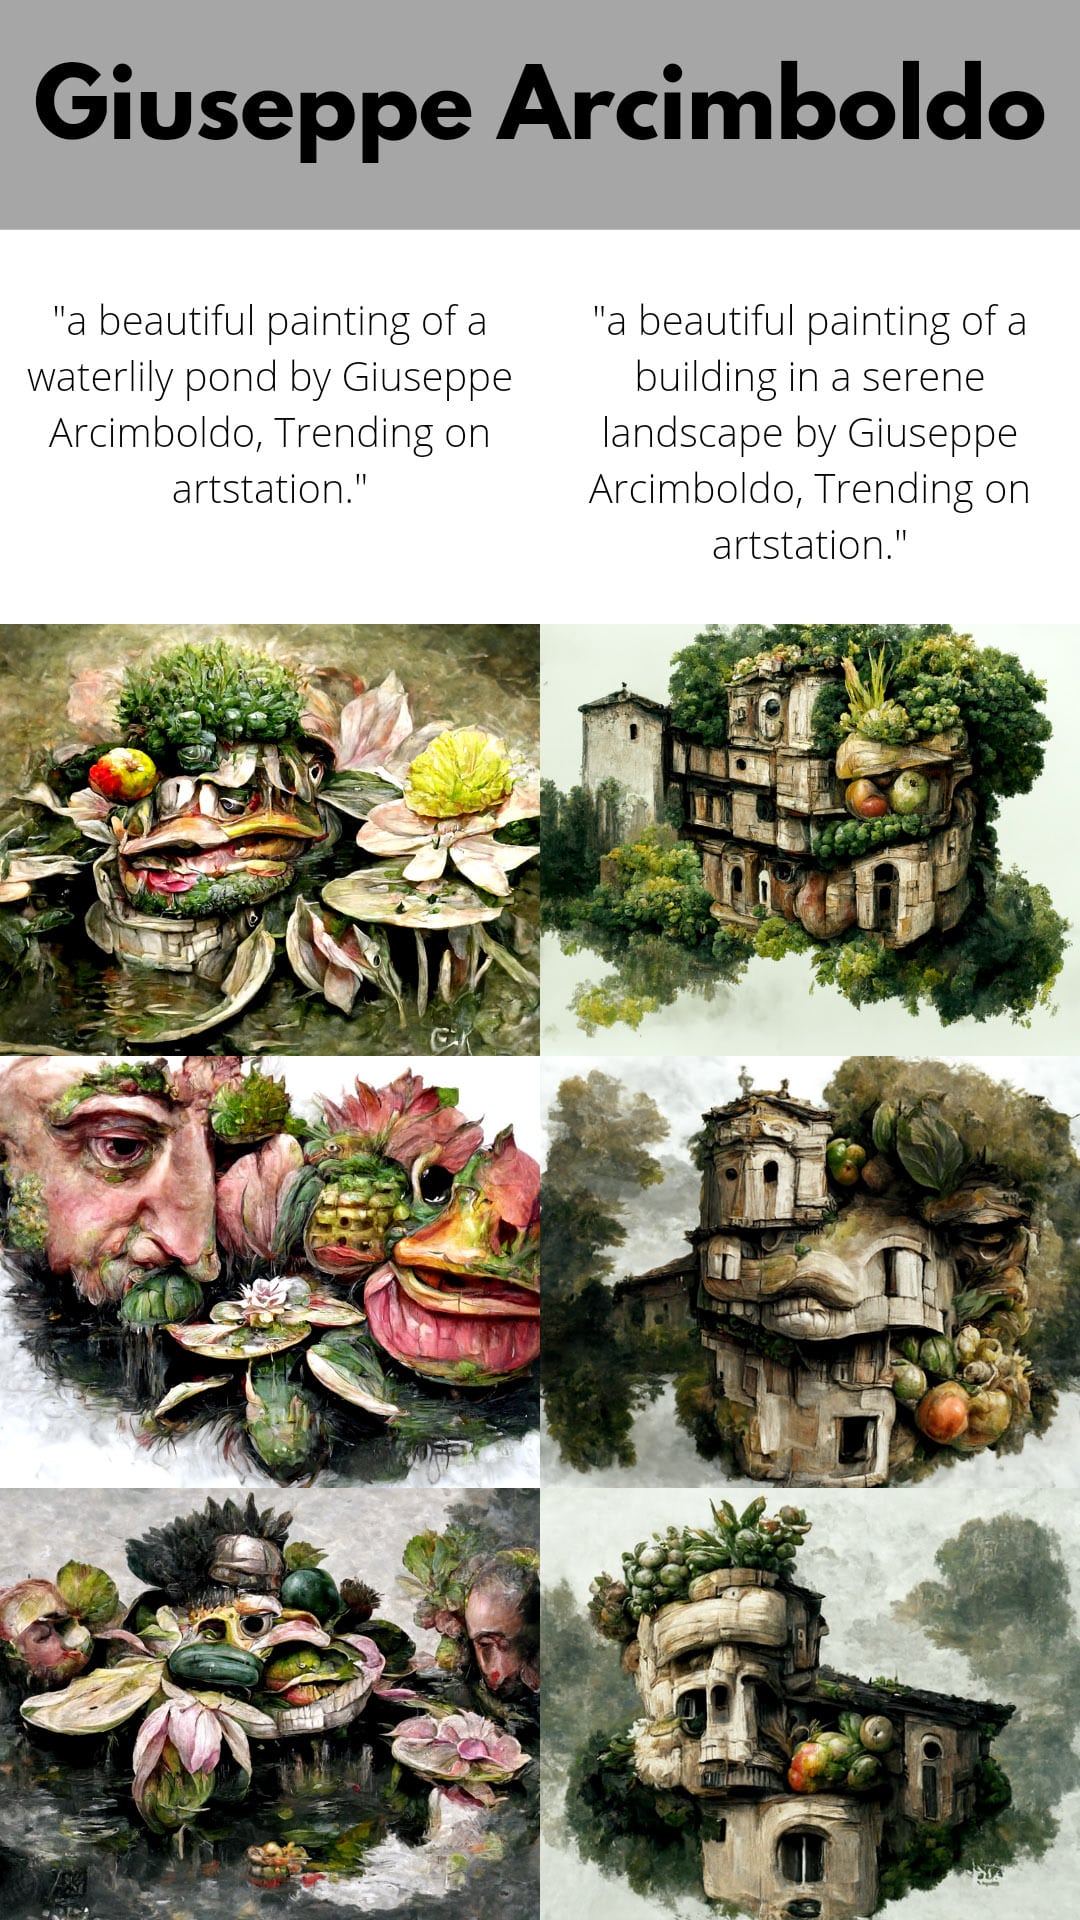 Giuseppe Arcimboldo
"a beautiful painting of a
waterlily pond by Giuseppe
Arcimboldo, Trending on
artstation."
"a beautiful painting of a
building in a serene
landscape by Giuseppe
Arcimboldo, Trending on
artstation."